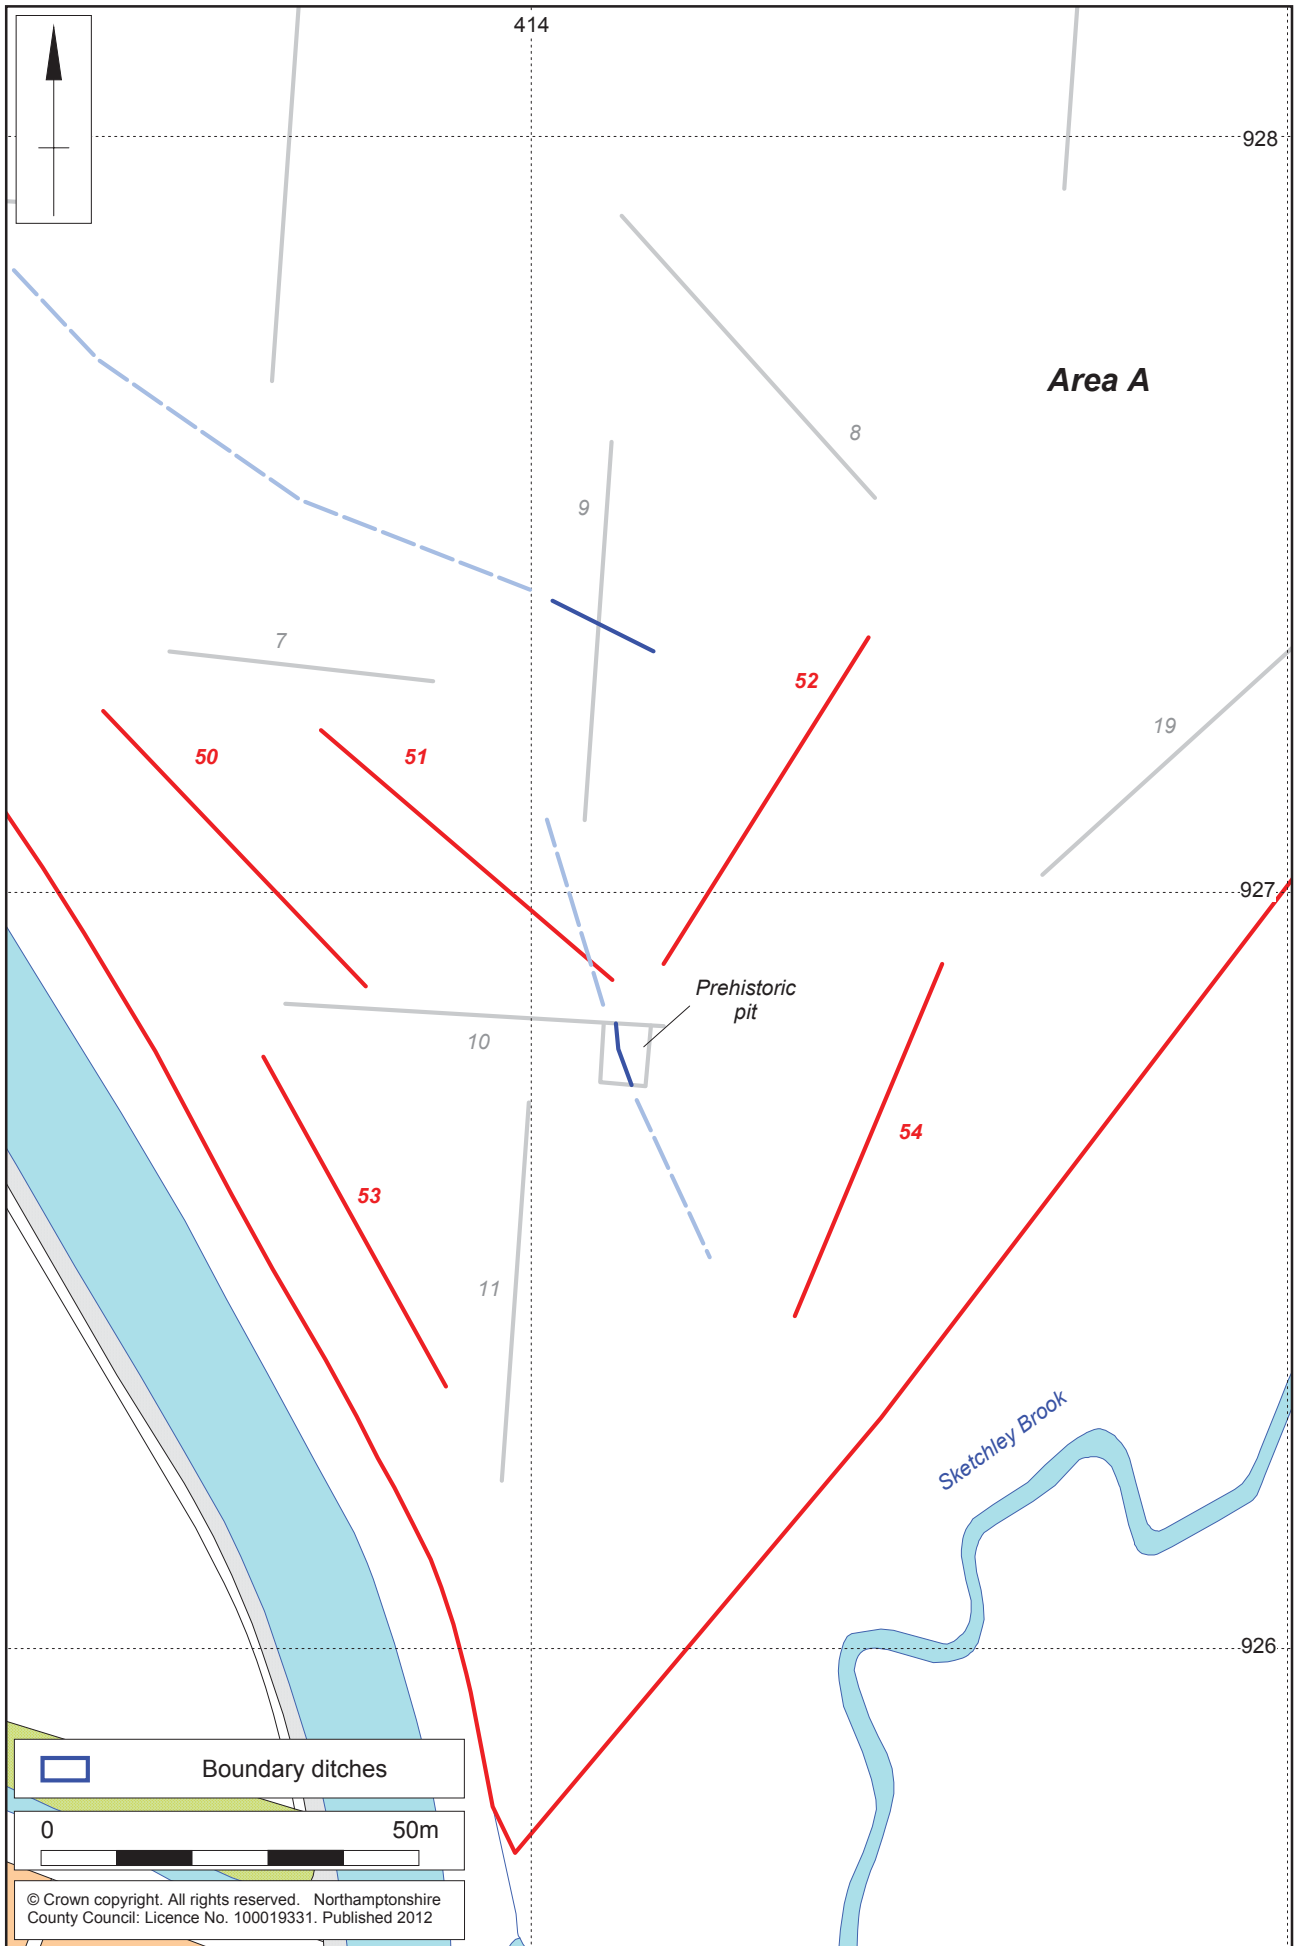 414
928
Area A
8
9
7
52
50
51
19
927
Prehistoric
pit
10
54
53
11
Sketchley Brook
926
Boundary ditches
0 50m
© Crown copyright. All rights reserved. Northamptonshire
County Council: Licence No. 100019331. Published 2012